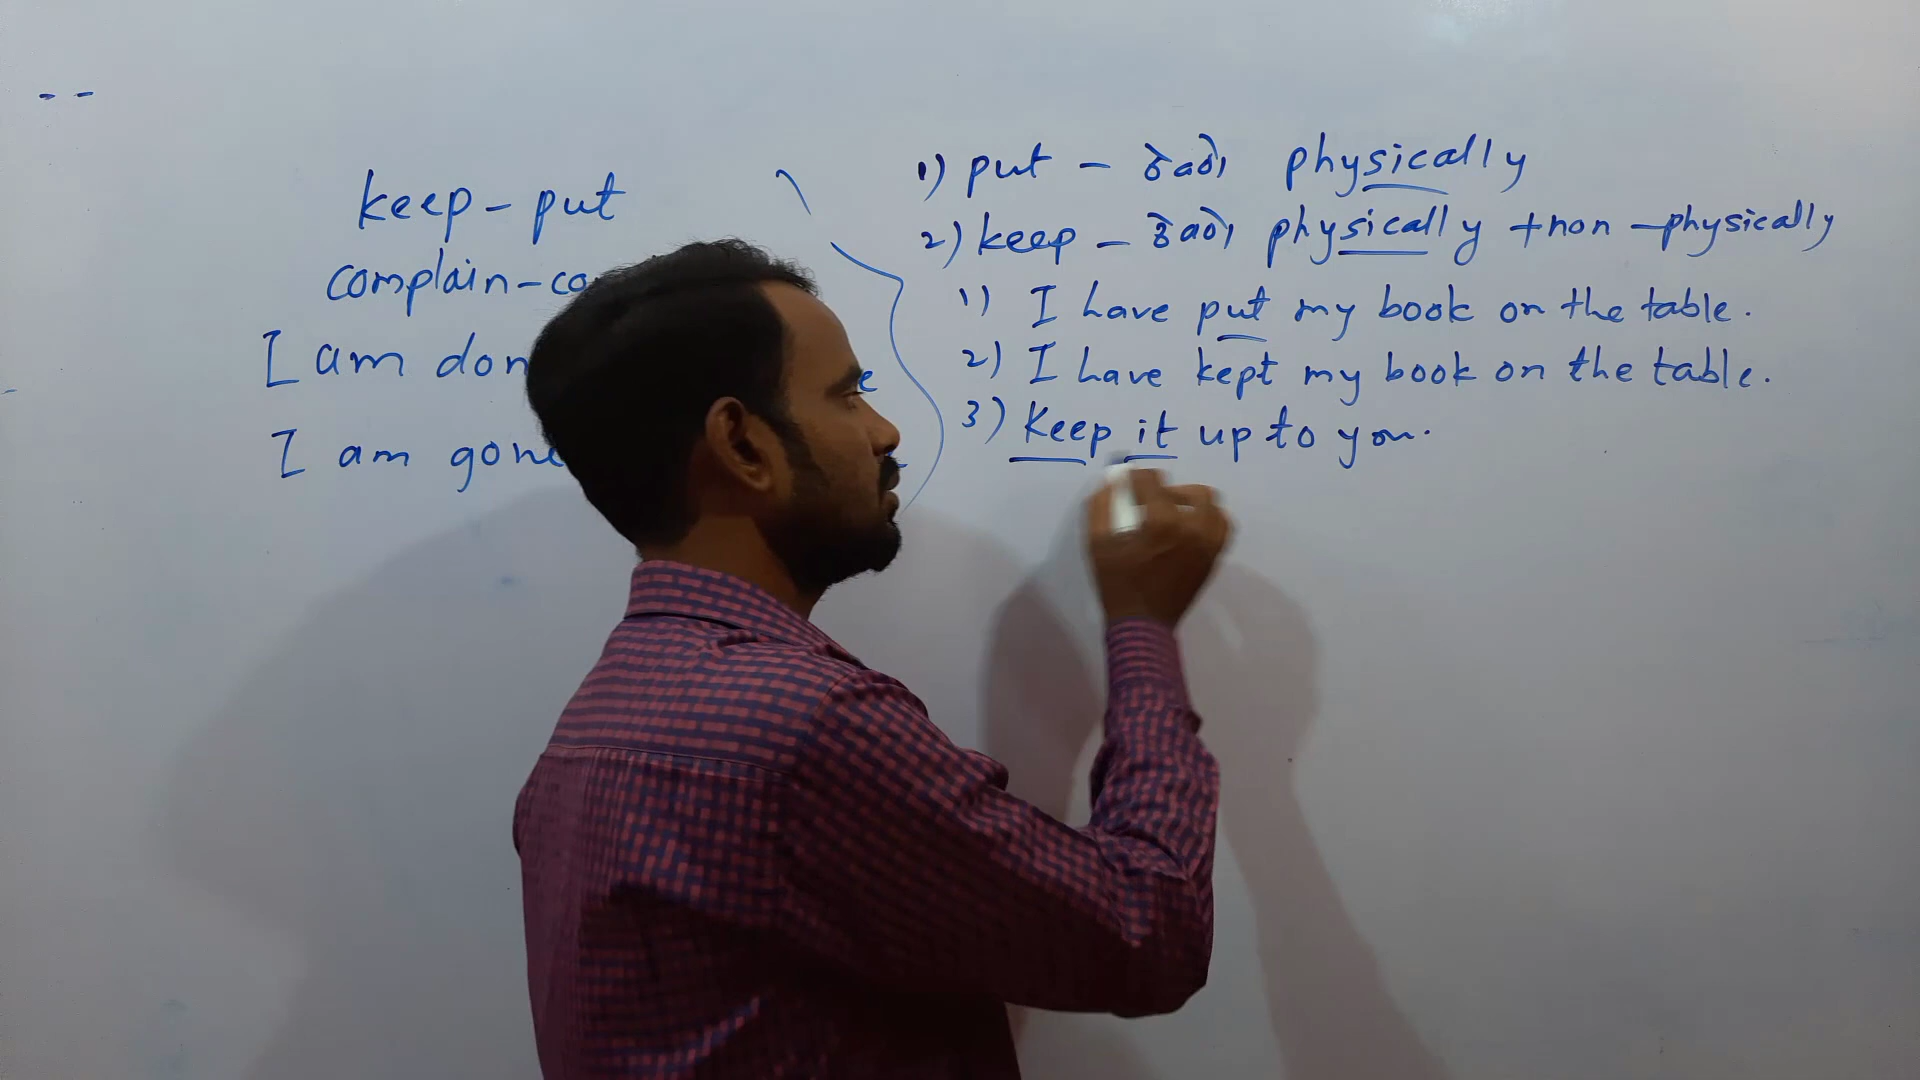 keep - put
complain - co
I am don
I am gone
1) put - ठेवणे physically
2) keep - ठेवणे physically + non - physically
1) I have put my book on the table.
2) I have kept my book on the table.
3) Keep it up to you.